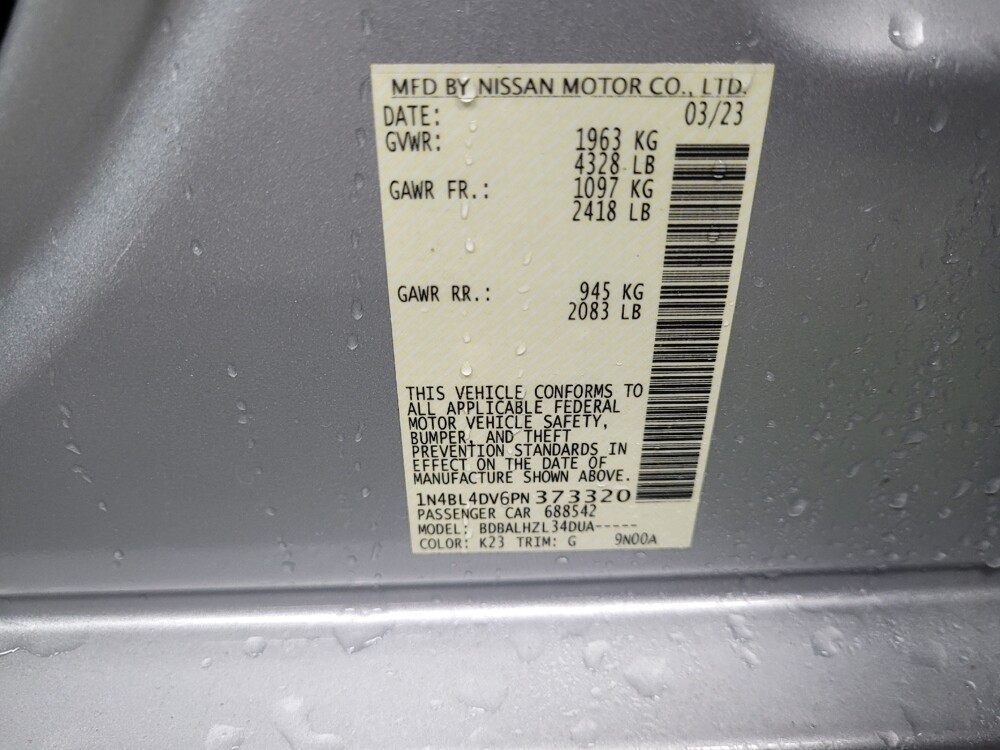 MFD BY NISSAN MOTOR CO., LTD.
DATE: 03/23
GVWR: 1963 KG
4328 LB
GAWR FR.: 1097 KG
2418 LB
GAWR RR.: 945 KG
2083 LB
THIS VEHICLE CONFORMS TO
ALL APPLICABLE FEDERAL
MOTOR VEHICLE SAFETY,
BUMPER, AND THEFT
PREVENTION STANDARDS IN
EFFECT ON THE DATE OF
MANUFACTURE SHOWN ABOVE.
1N4BL4DV6PN373320
PASSENGER CAR 688542
MODEL: BDBALHZL34DUA-----
COLOR: K23 TRIM: G 9N00A